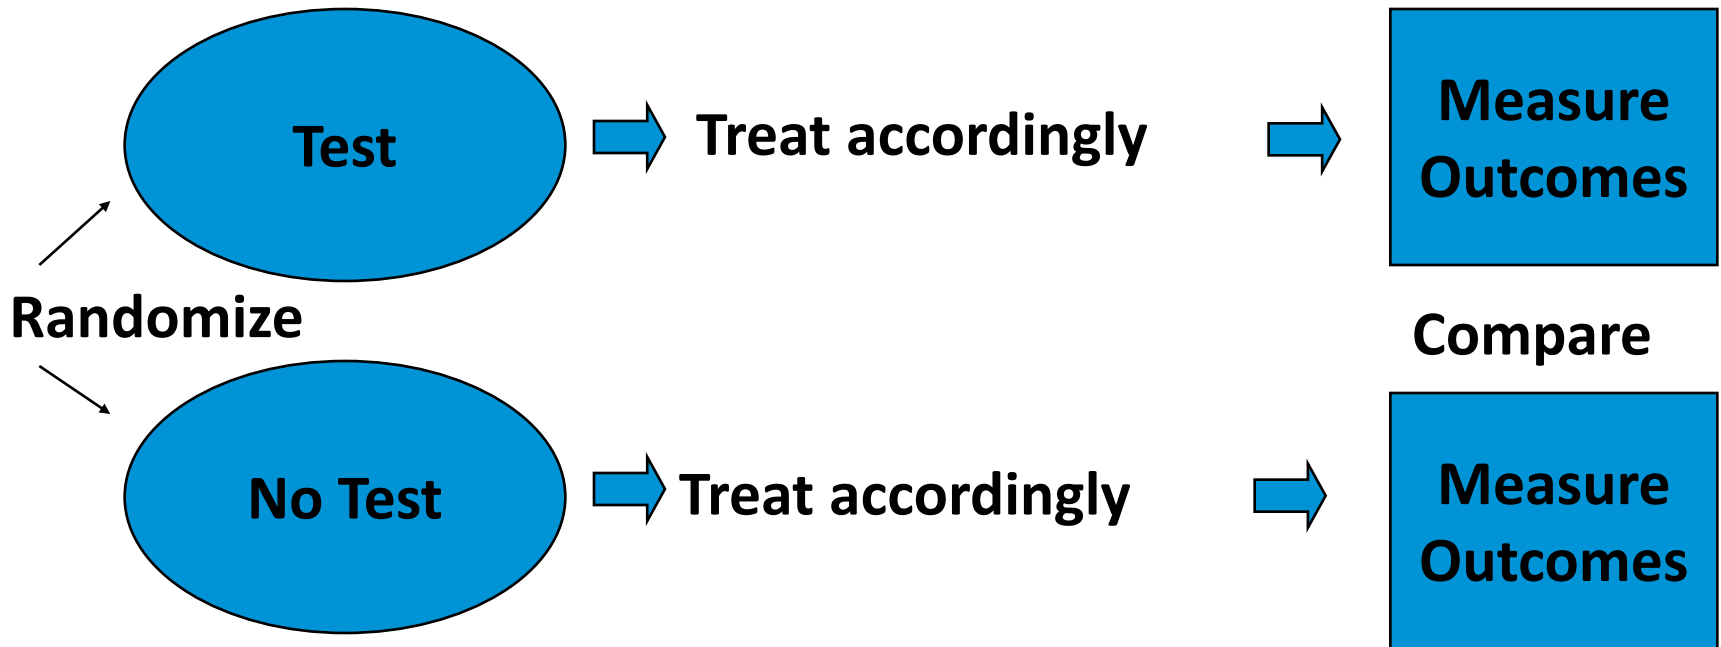 Test
Treat accordingly
Measure
Outcomes
Randomize
Compare
No Test
Treat accordingly
Measure
Outcomes